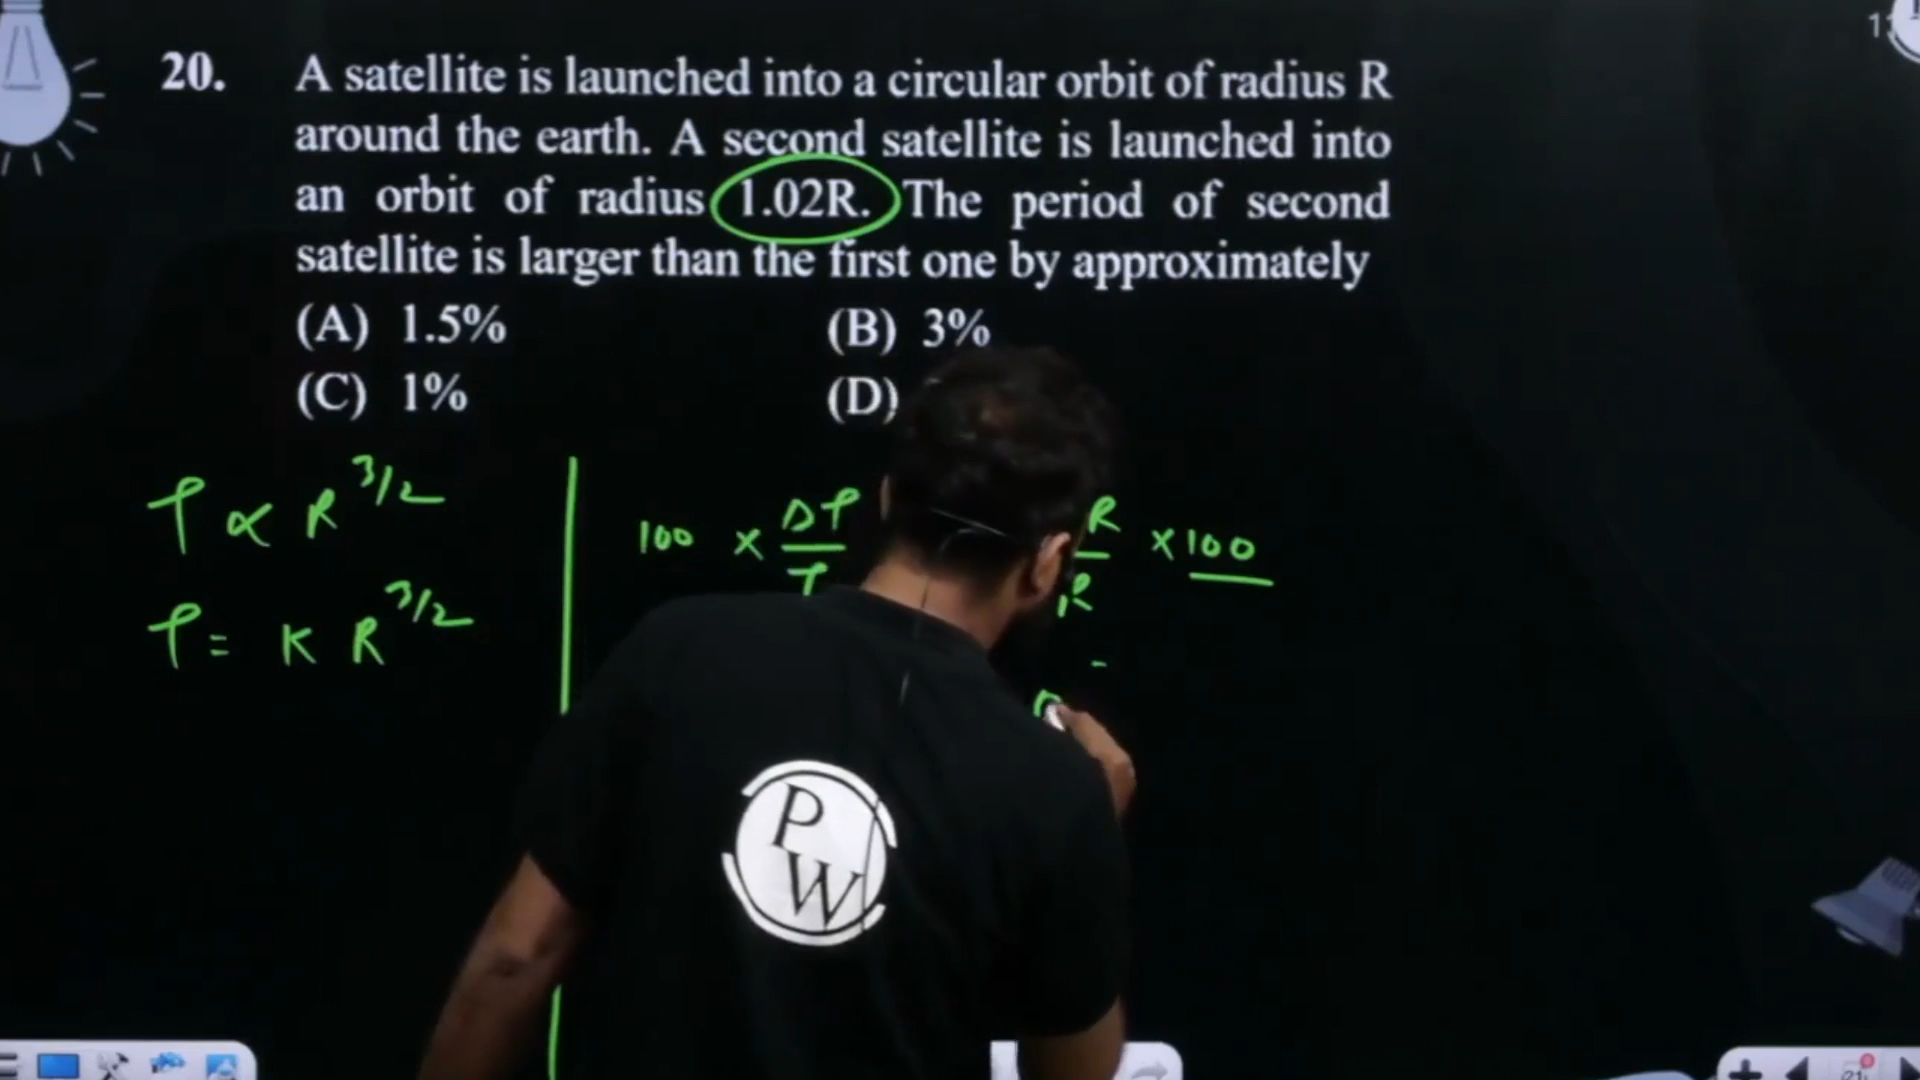 20. A satellite is launched into a circular orbit of radius R
around the earth. A second satellite is launched into
an orbit of radius 1.02R. The period of second
satellite is larger than the first one by approximately
(A) 1.5% (B) 3%
(C) 1% (D)
T ∝ R^3/2
T = K R^3/2
100 × ΔT/T
R/R × 100
P
W